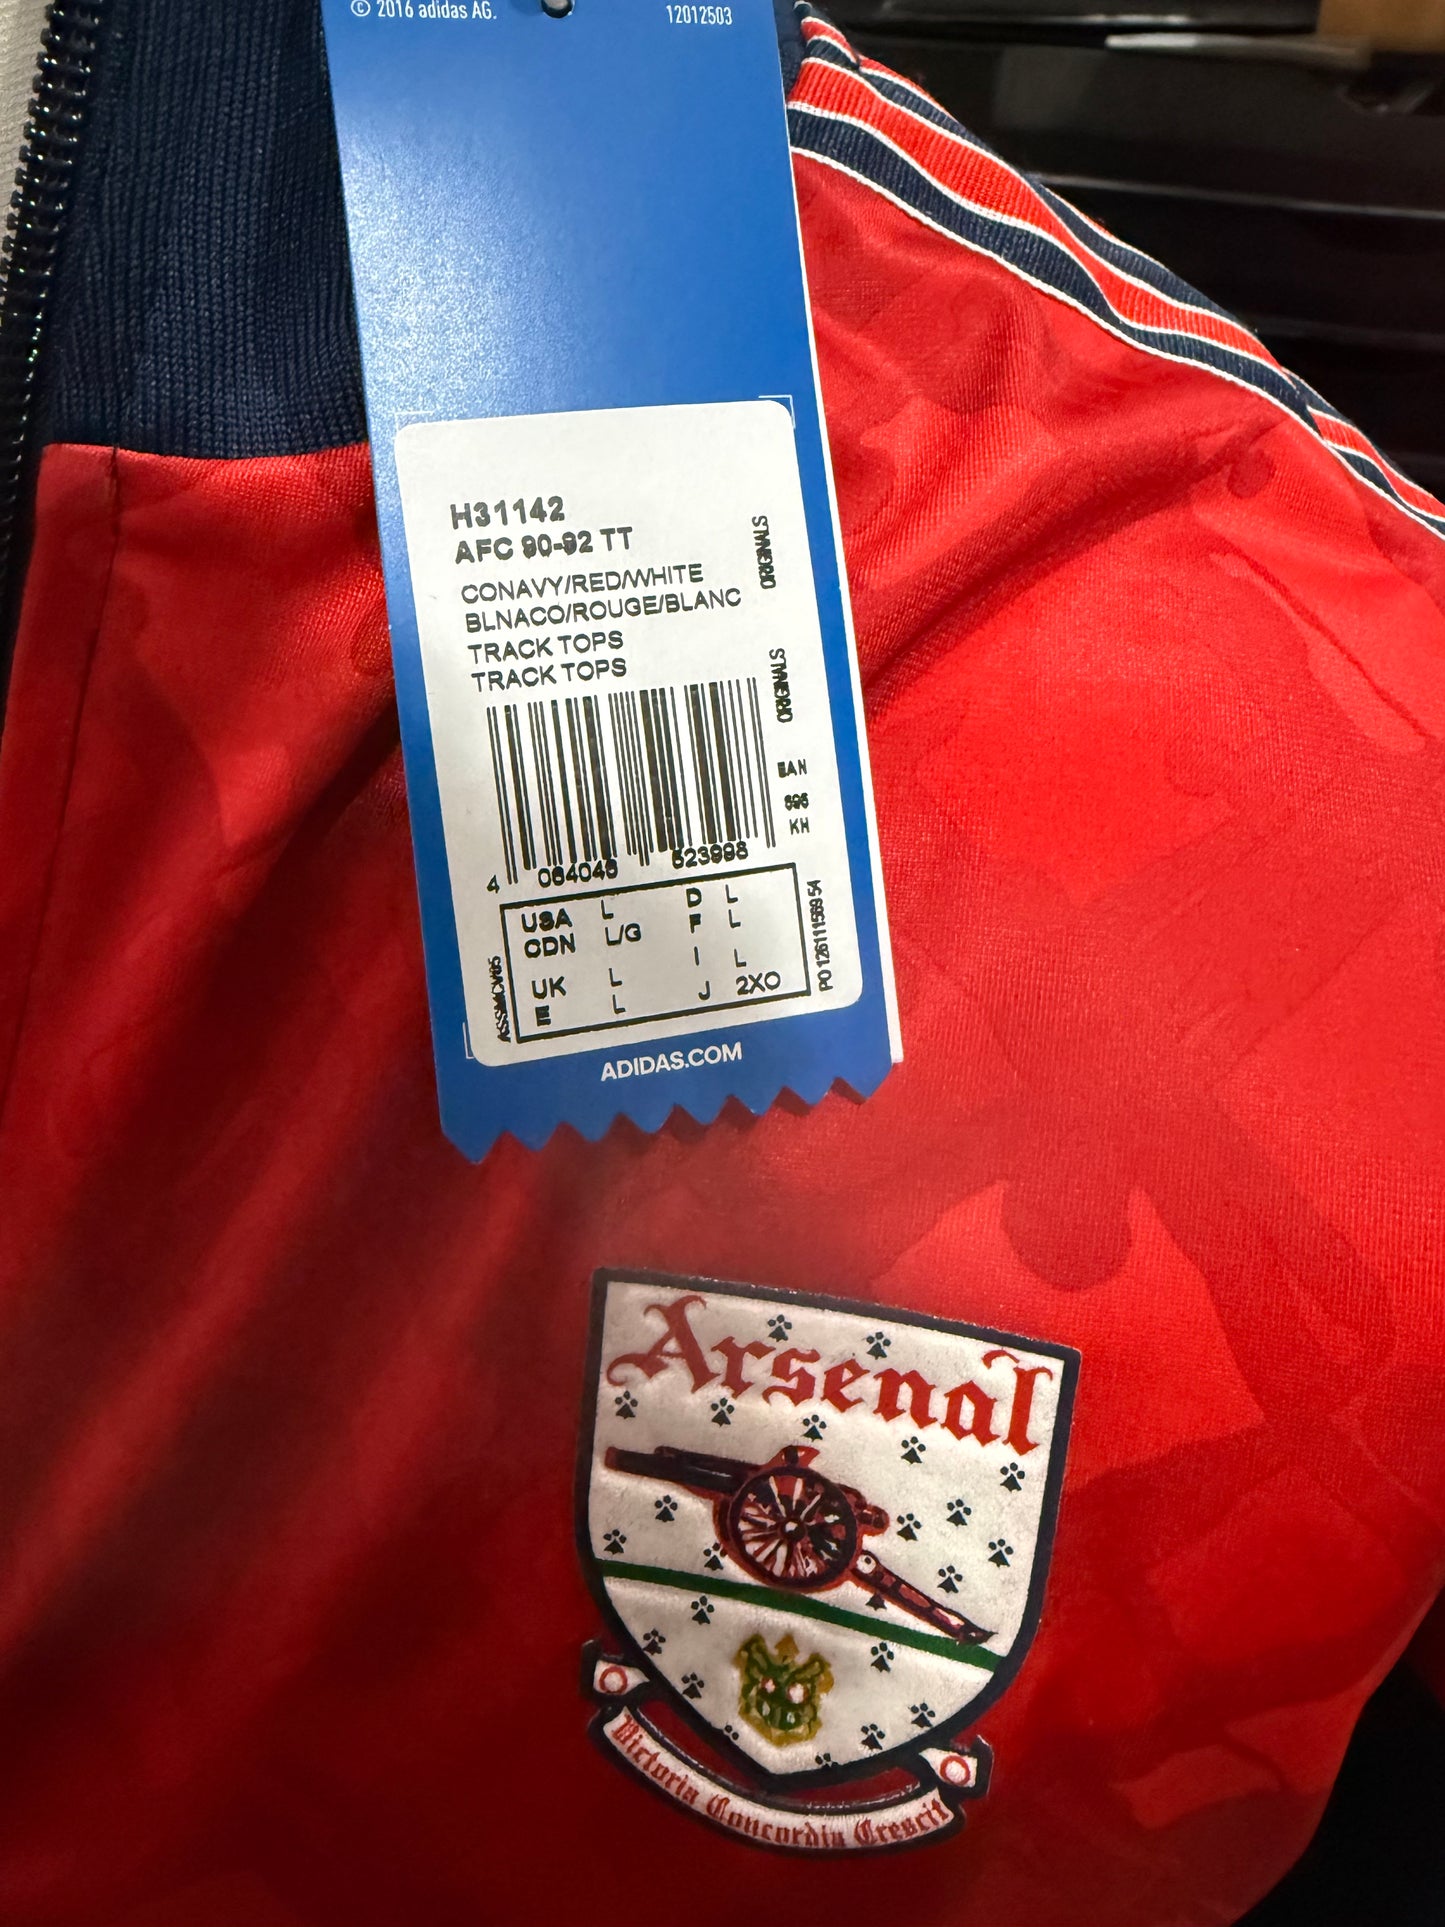 © 2016 adidas AG.
12012503
H31142
AFC 90-92 TT
CONAVY/RED/WHITE
BLNACO/ROUGE/BLANC
TRACK TOPS
TRACK TOPS
EAN
KH
4 064046 523998
USA L D L
CDN L/G F L
UK L I L
E L J 2XO
ADIDAS.COM
Arsenal
Victoria Concordia Crescit